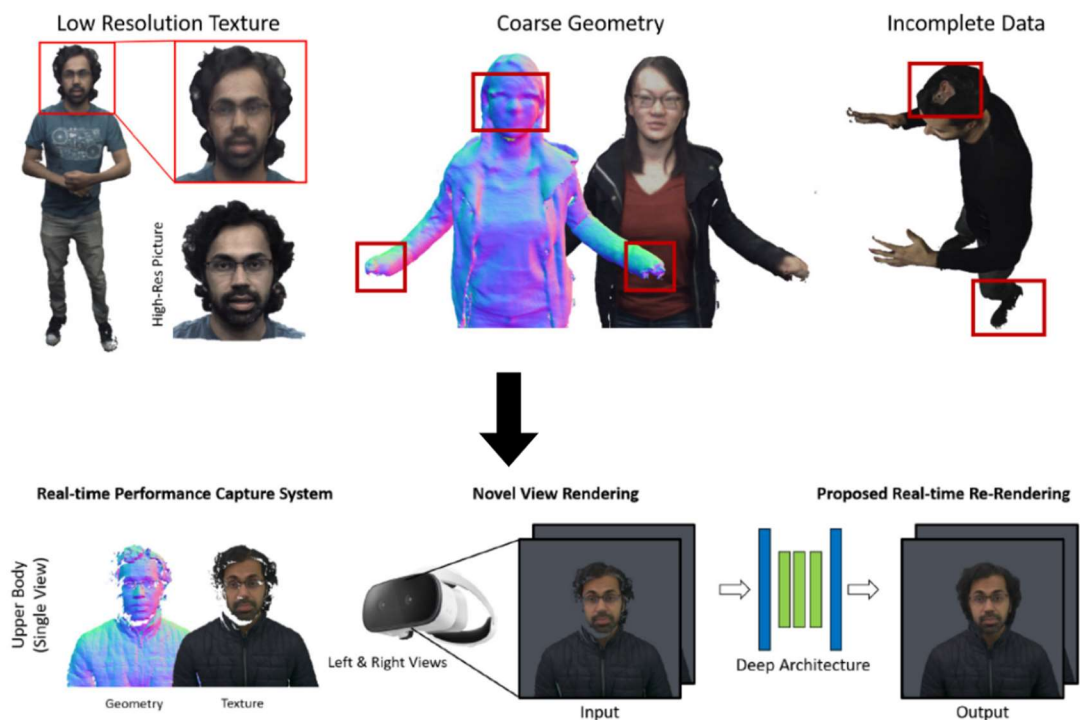 Low Resolution Texture
Coarse Geometry
Incomplete Data
High-Res Picture
Real-time Performance Capture System
Novel View Rendering
Proposed Real-time Re-Rendering
Upper Body
(Single View)
Left & Right Views
Deep Architecture
Geometry
Texture
Input
Output